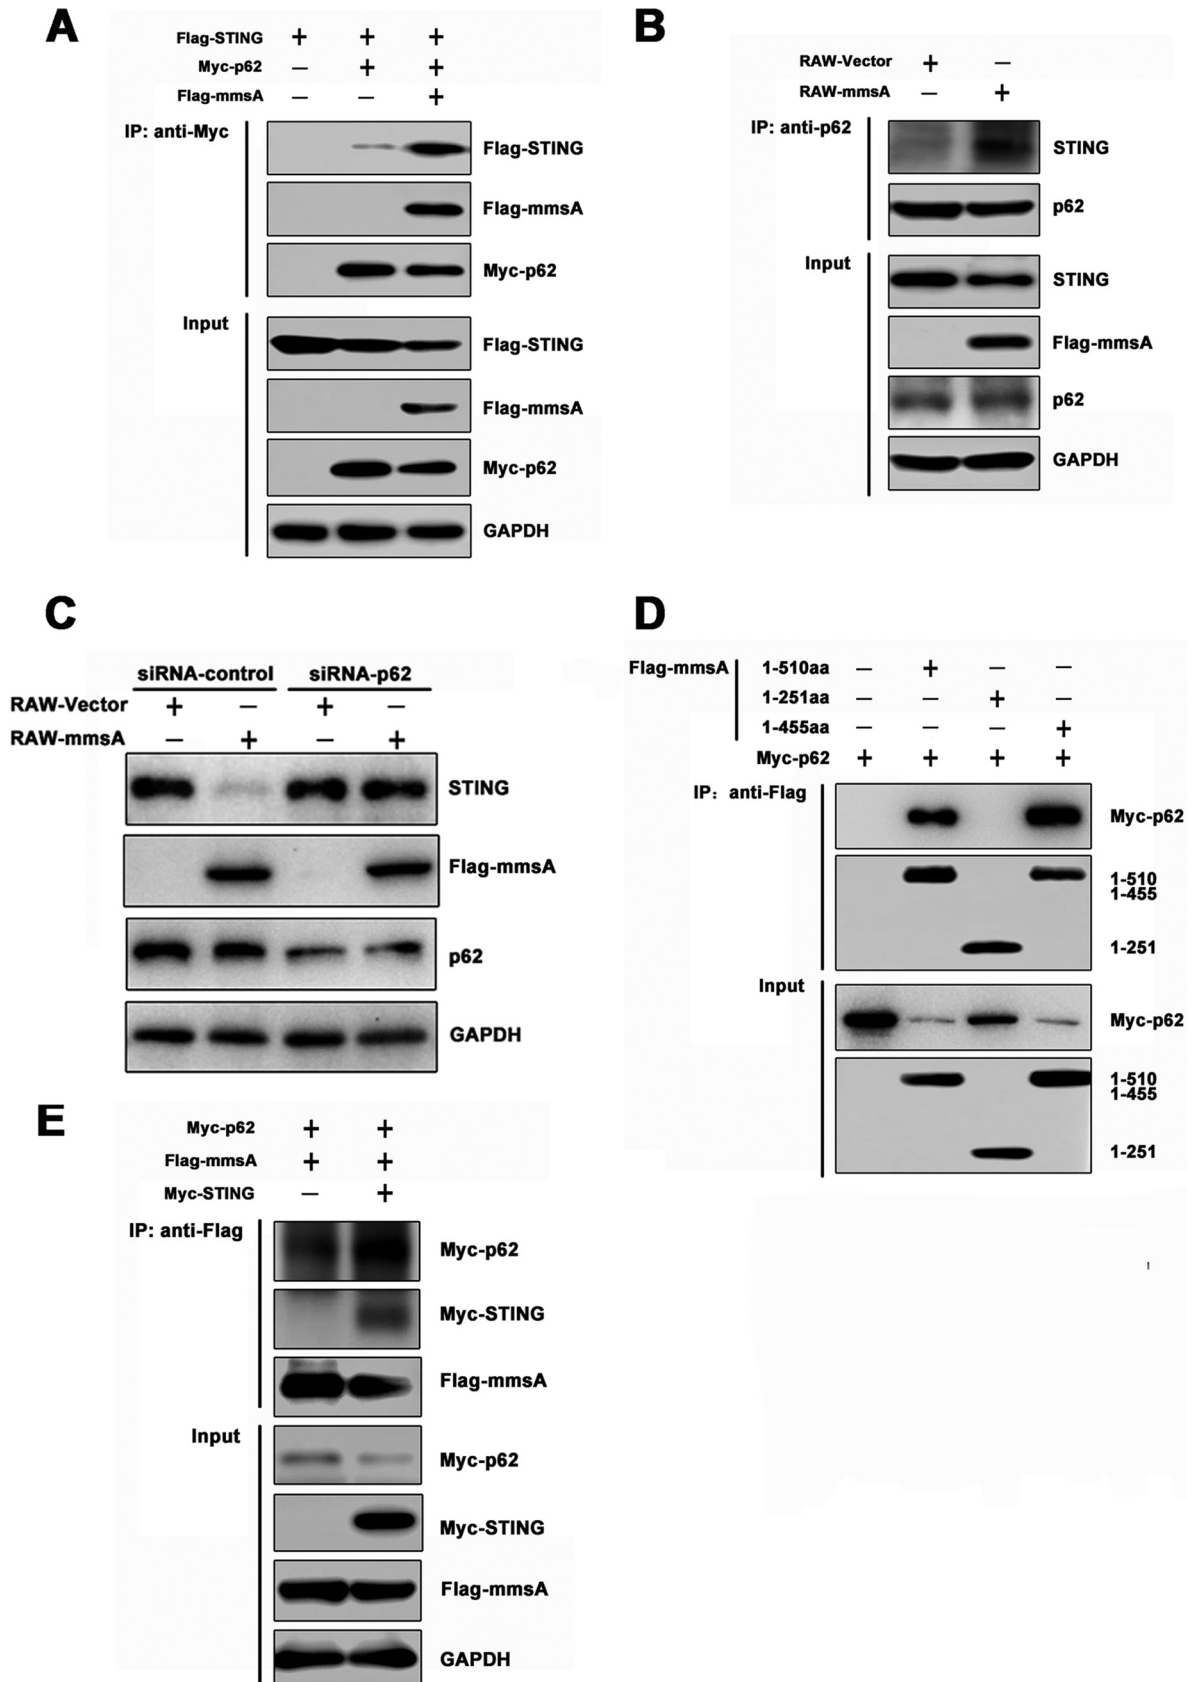 A
Flag-STING + + +
Myc-p62 — + +
Flag-mmsA — — +
IP: anti-Myc
Flag-STING
Flag-mmsA
Myc-p62
Input
Flag-STING
Flag-mmsA
Myc-p62
GAPDH
B
RAW-Vector + —
RAW-mmsA — +
IP: anti-p62
STING
p62
Input
STING
Flag-mmsA
p62
GAPDH
C
siRNA-control siRNA-p62
RAW-Vector + — + —
RAW-mmsA — + — +
STING
Flag-mmsA
p62
GAPDH
D
Flag-mmsA 1-510aa — + — —
1-251aa — — + —
1-455aa — — — +
Myc-p62 + + + +
IP: anti-Flag
Myc-p62
1-510
1-455
1-251
Input
Myc-p62
1-510
1-455
1-251
E
Myc-p62 + +
Flag-mmsA + +
Myc-STING — +
IP: anti-Flag
Myc-p62
Myc-STING
Flag-mmsA
Input
Myc-p62
Myc-STING
Flag-mmsA
GAPDH